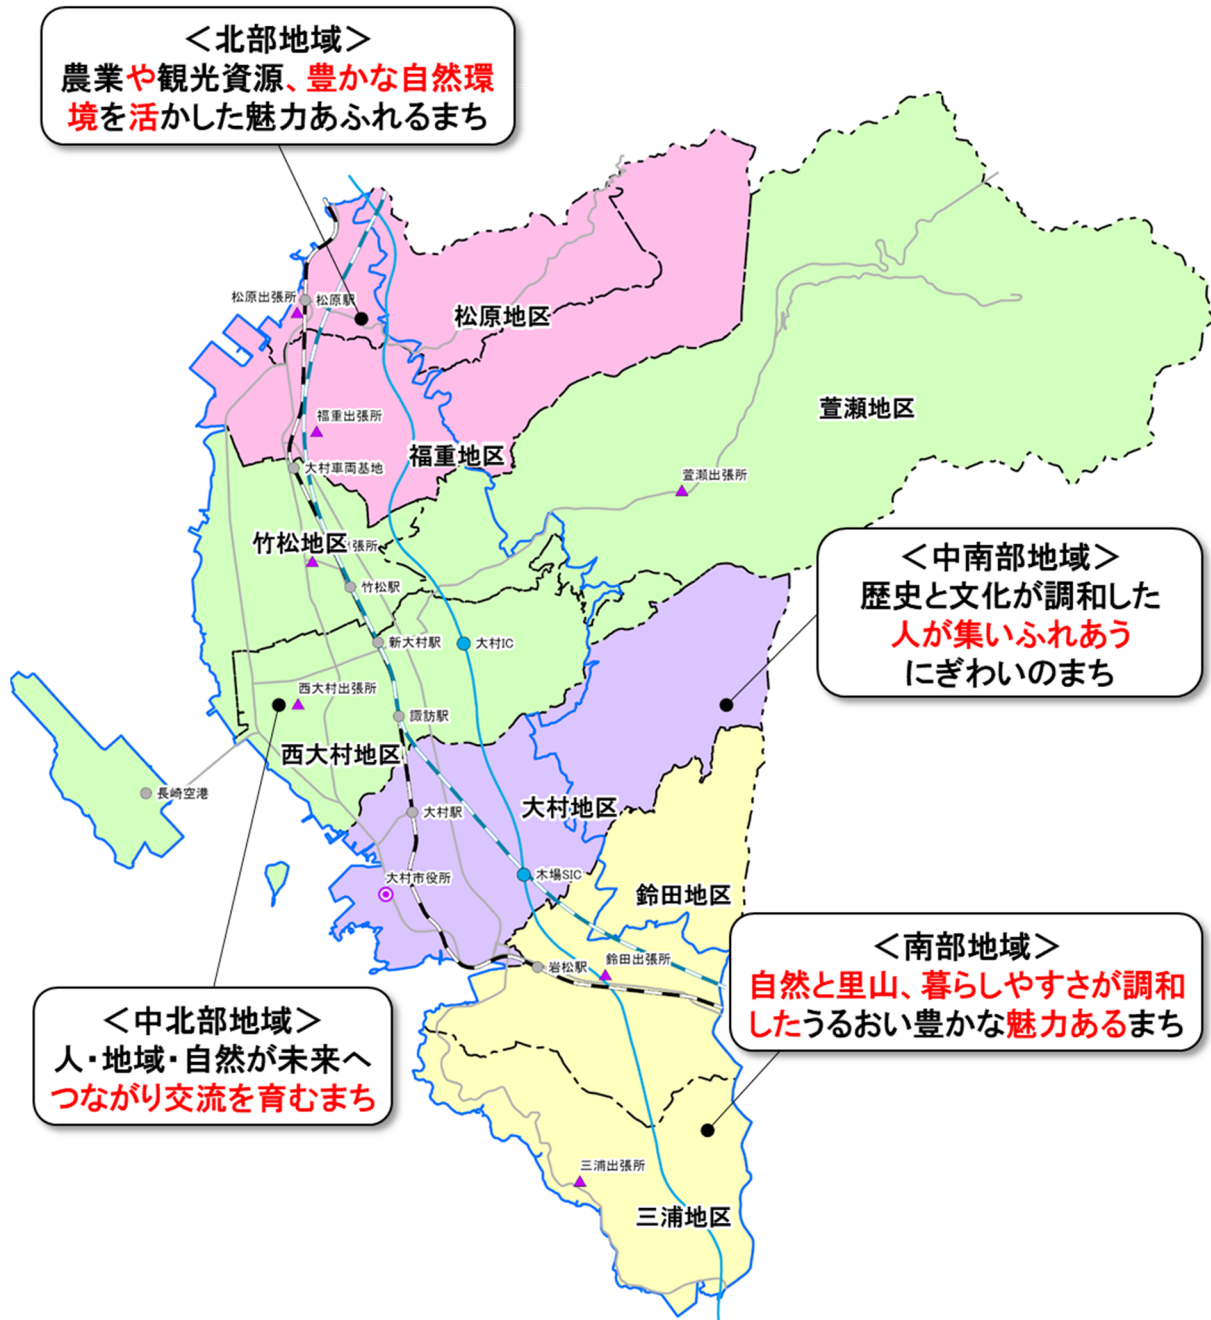 ＜北部地域＞
農業や観光資源、豊かな自然環
境を活かした魅力あふれるまち
松原出張所
松原駅
松原地区
萱瀬地区
福重出張所
福重地区
大村車両基地
萱瀬出張所
竹松地区
張所
竹松駅
＜中南部地域＞
歴史と文化が調和した
人が集いふれあう
にぎわいのまち
新大村駅
大村IC
西大村出張所
諏訪駅
西大村地区
長崎空港
大村駅
大村地区
大村市役所
木場SIC
鈴田地区
＜南部地域＞
自然と里山、暮らしやすさが調和
したうるおい豊かな魅力あるまち
岩松駅
鈴田出張所
＜中北部地域＞
人・地域・自然が未来へ
つながり交流を育むまち
三浦出張所
三浦地区